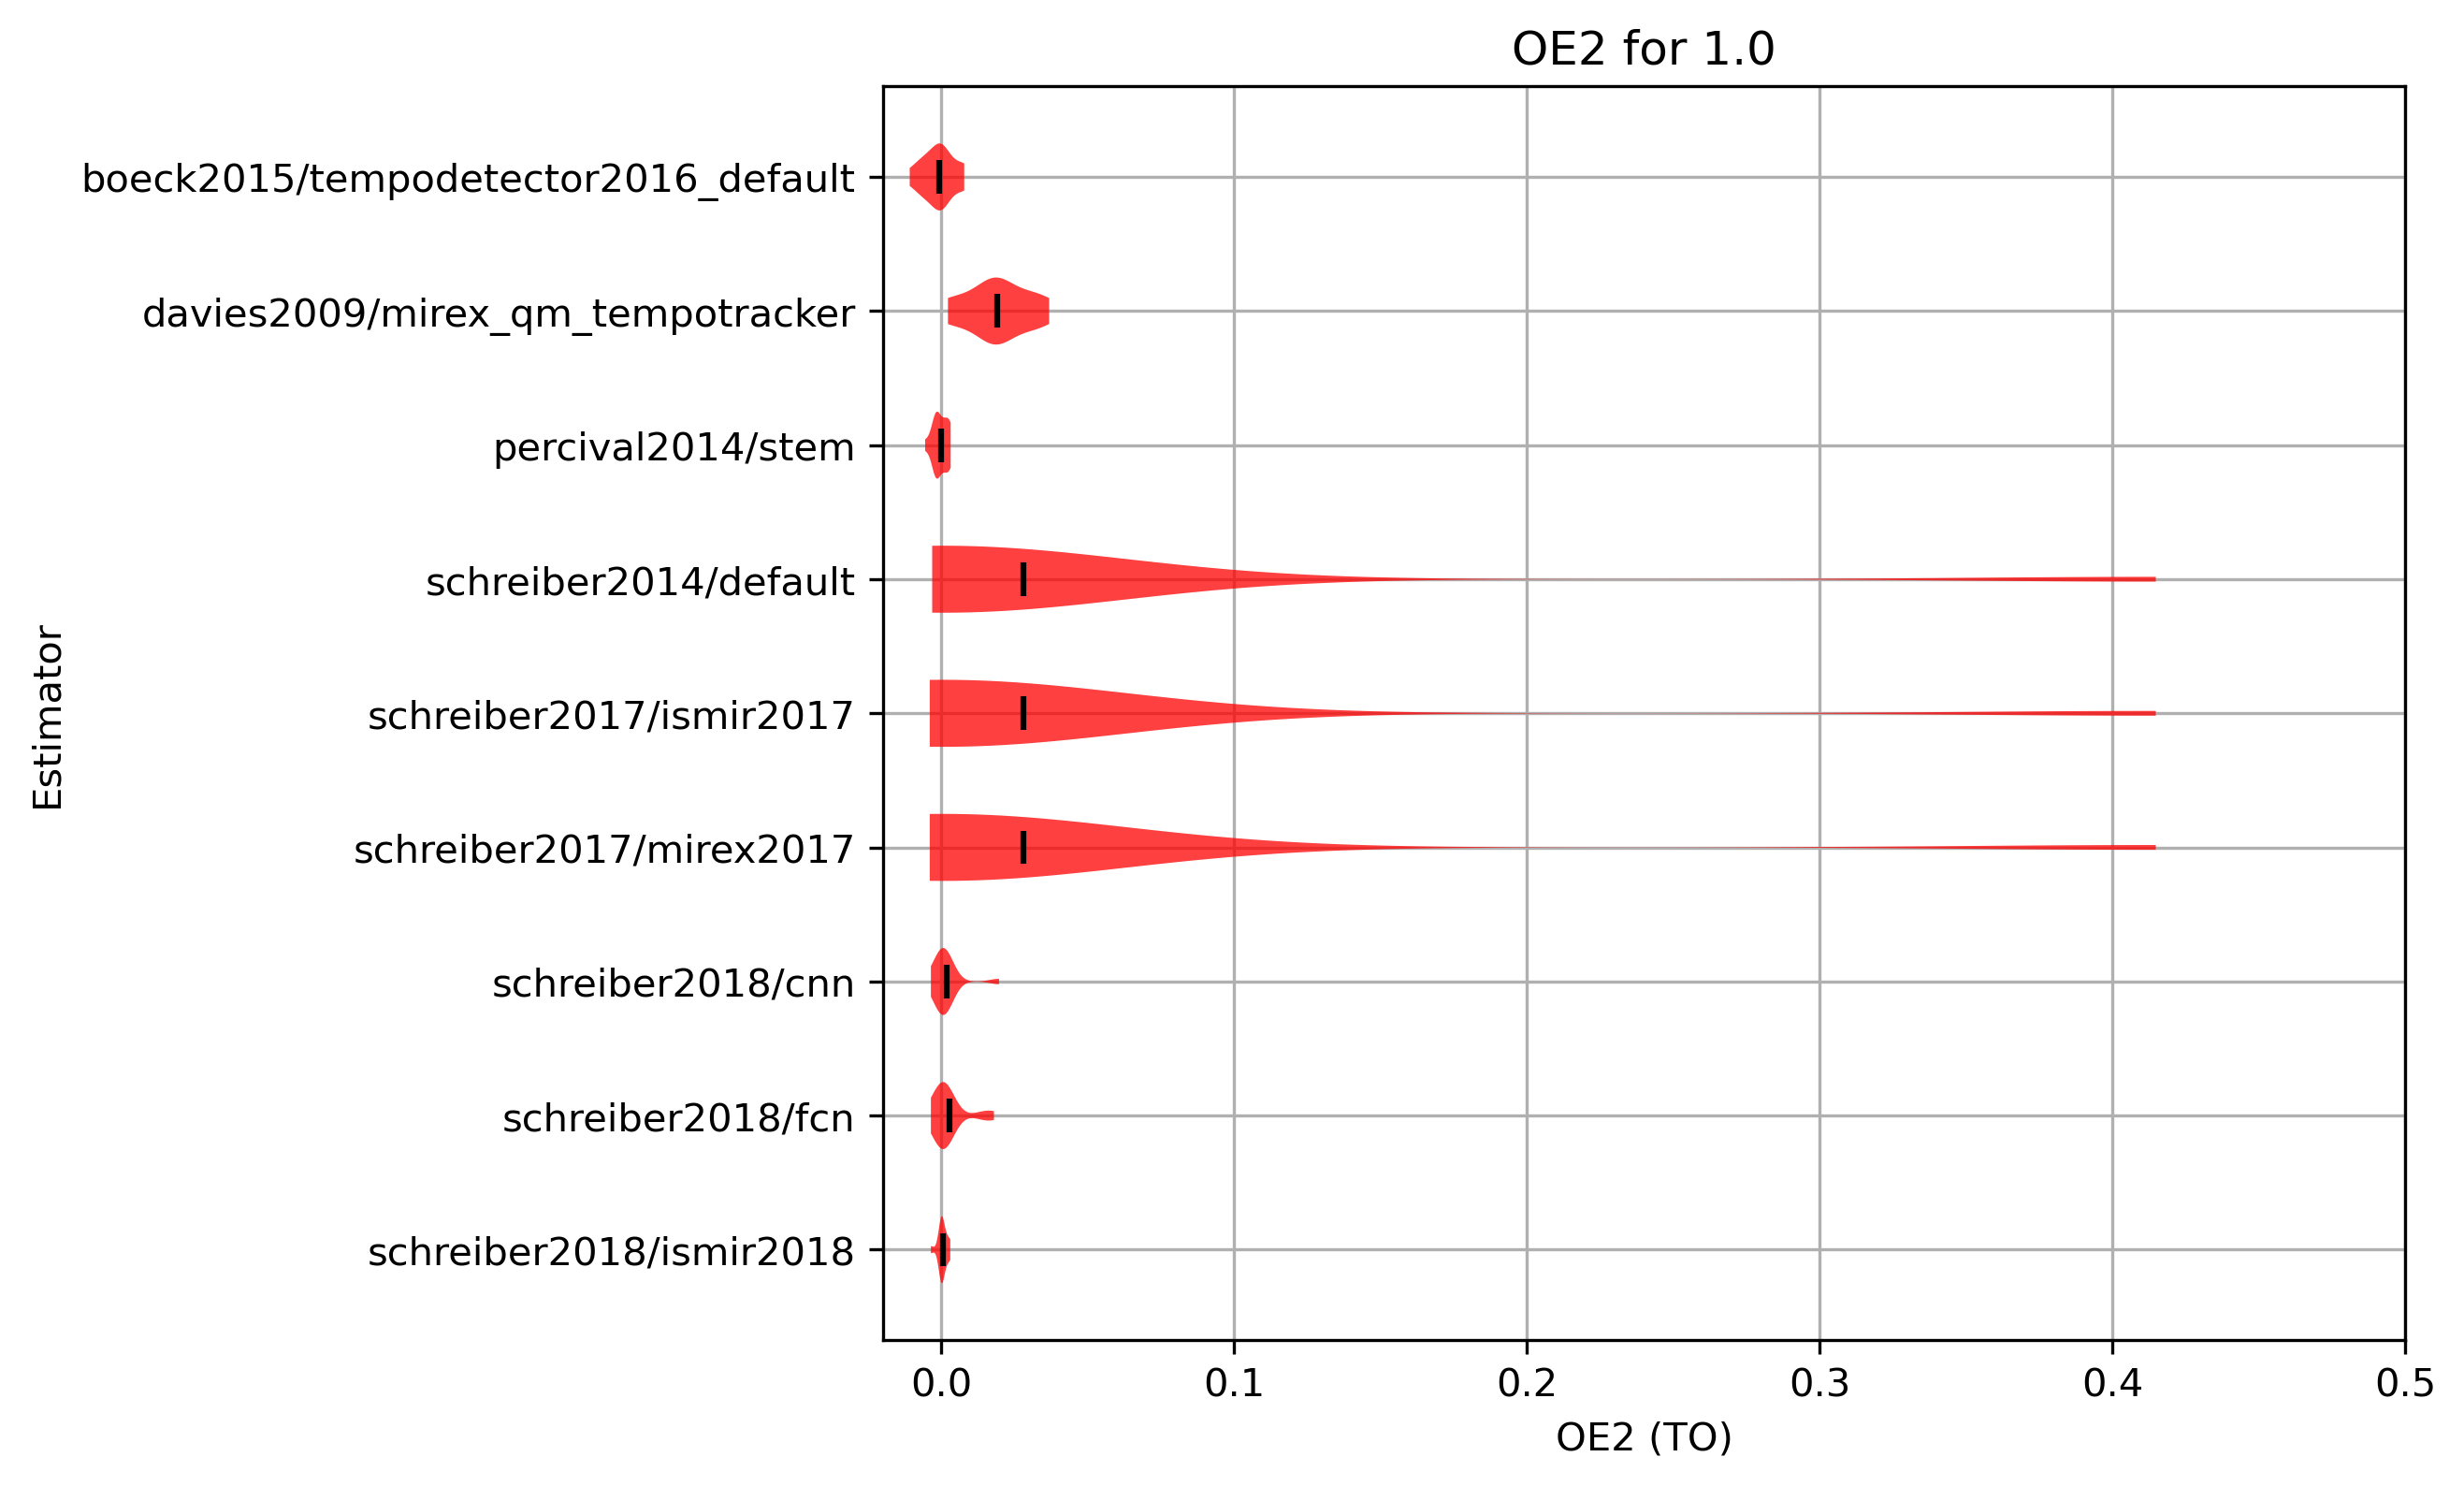 OE2 for 1.0
boeck2015/tempodetector2016_default
davies2009/mirex_qm_tempotracker
percival2014/stem
schreiber2014/default
schreiber2017/ismir2017
schreiber2017/mirex2017
schreiber2018/cnn
schreiber2018/fcn
schreiber2018/ismir2018
Estimator
0.0 0.1 0.2 0.3 0.4 0.5
OE2 (TO)